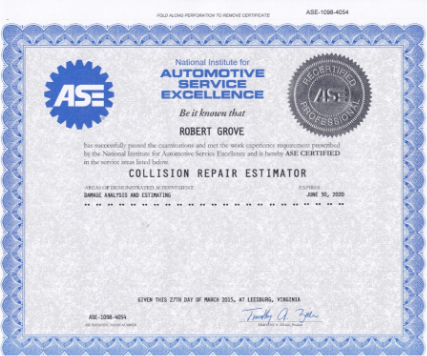 FOLD ALONG PERFORATION TO REMOVE CERTIFICATE
ASE-1098-4054
National Institute for
AUTOMOTIVE
SERVICE
EXCELLENCE
ASE
RECERTIFIED
ASE
PROFESSIONAL
Be it known that
ROBERT GROVE
has successfully passed the examinations and met the work experience requirement prescribed
by the National Institute for Automotive Service Excellence and is hereby ASE CERTIFIED
in the service areas listed below.
COLLISION REPAIR ESTIMATOR
AREAS OF DEMONSTRATED ACHIEVEMENT
EXPIRES
DAMAGE ANALYSIS AND ESTIMATING
JUNE 30, 2020
GIVEN THIS 27TH DAY OF MARCH 2015, AT LEESBURG, VIRGINIA
ASE-1098-4054
Timothy A. Zilke